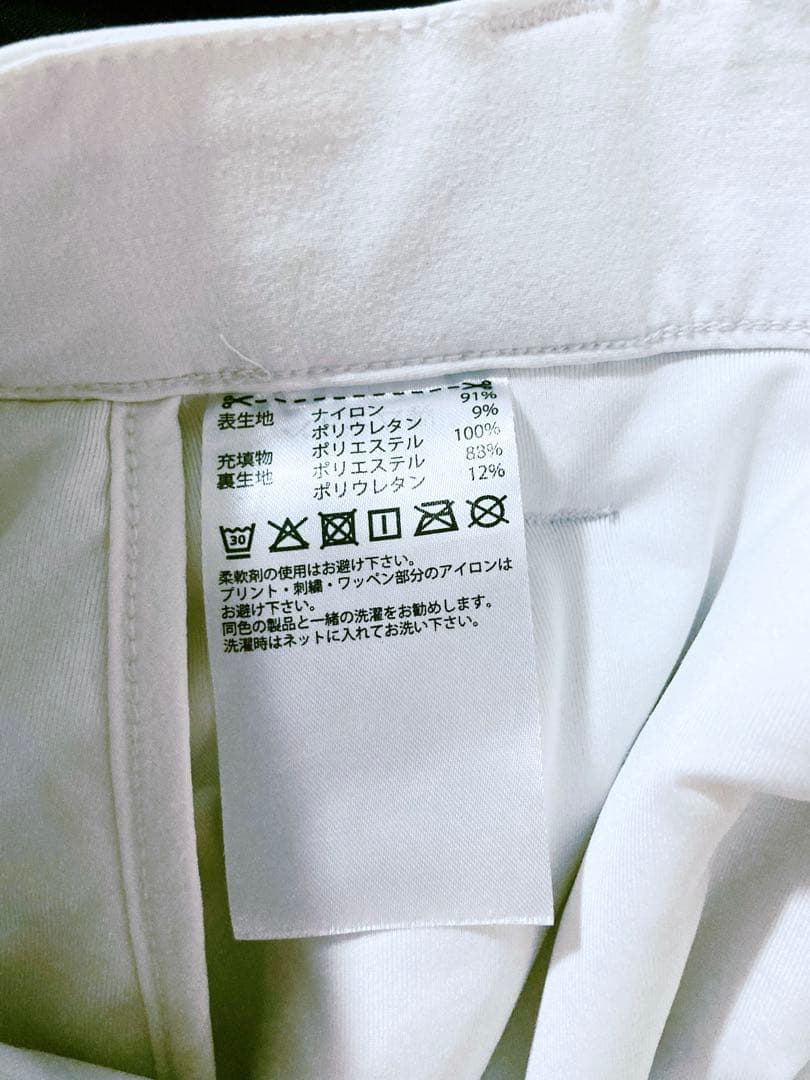 表生地 ナイロン 91%
ポリウレタン 9%
充填物 ポリエステル 100%
裏生地 ポリエステル 88%
ポリウレタン 12%
30
柔軟剤の使用はお避け下さい。
プリント・刺繍・ワッペン部分のアイロンは
お避け下さい。
同色の製品と一緒の洗濯をお勧めします。
洗濯時はネットに入れてお洗い下さい。